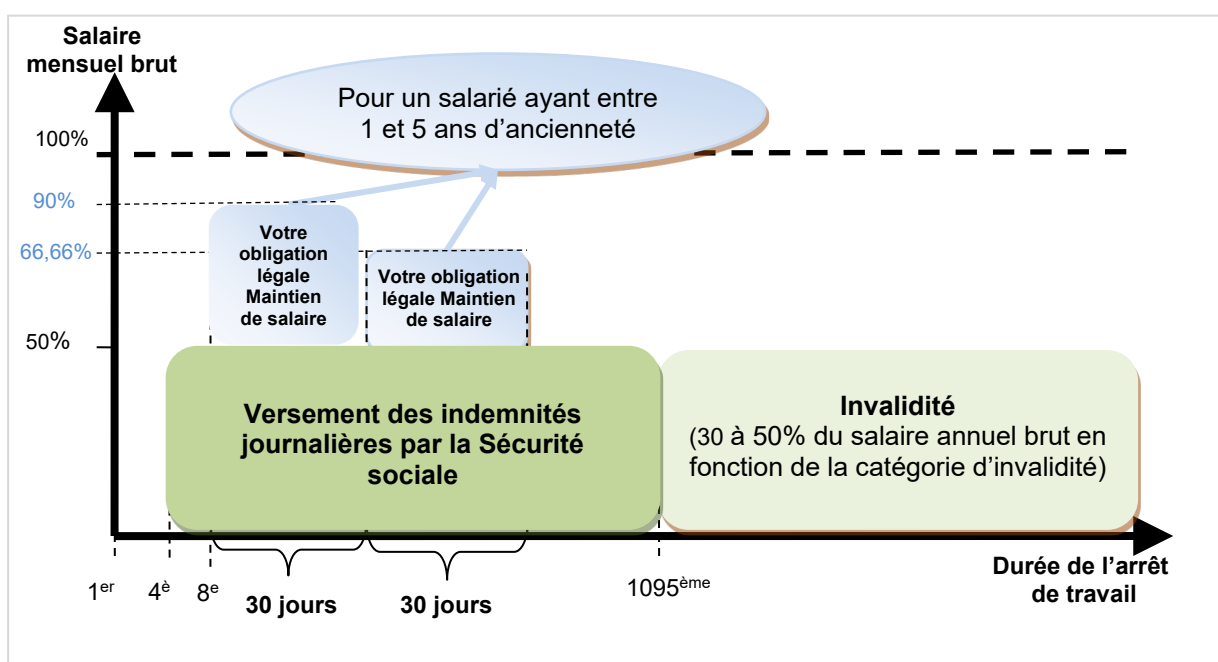 Salaire
mensuel brut
Pour un salarié ayant entre
1 et 5 ans d’ancienneté
100%
90%
66,66%
50%
Votre
obligation
légale
Maintien
de salaire
Votre obligation
légale Maintien
de salaire
Versement des indemnités
journalières par la Sécurité
sociale
Invalidité
(30 à 50% du salaire annuel brut en
fonction de la catégorie d’invalidité)
1er
4è
8e
30 jours
30 jours
1095ème
Durée de l’arrêt
de travail